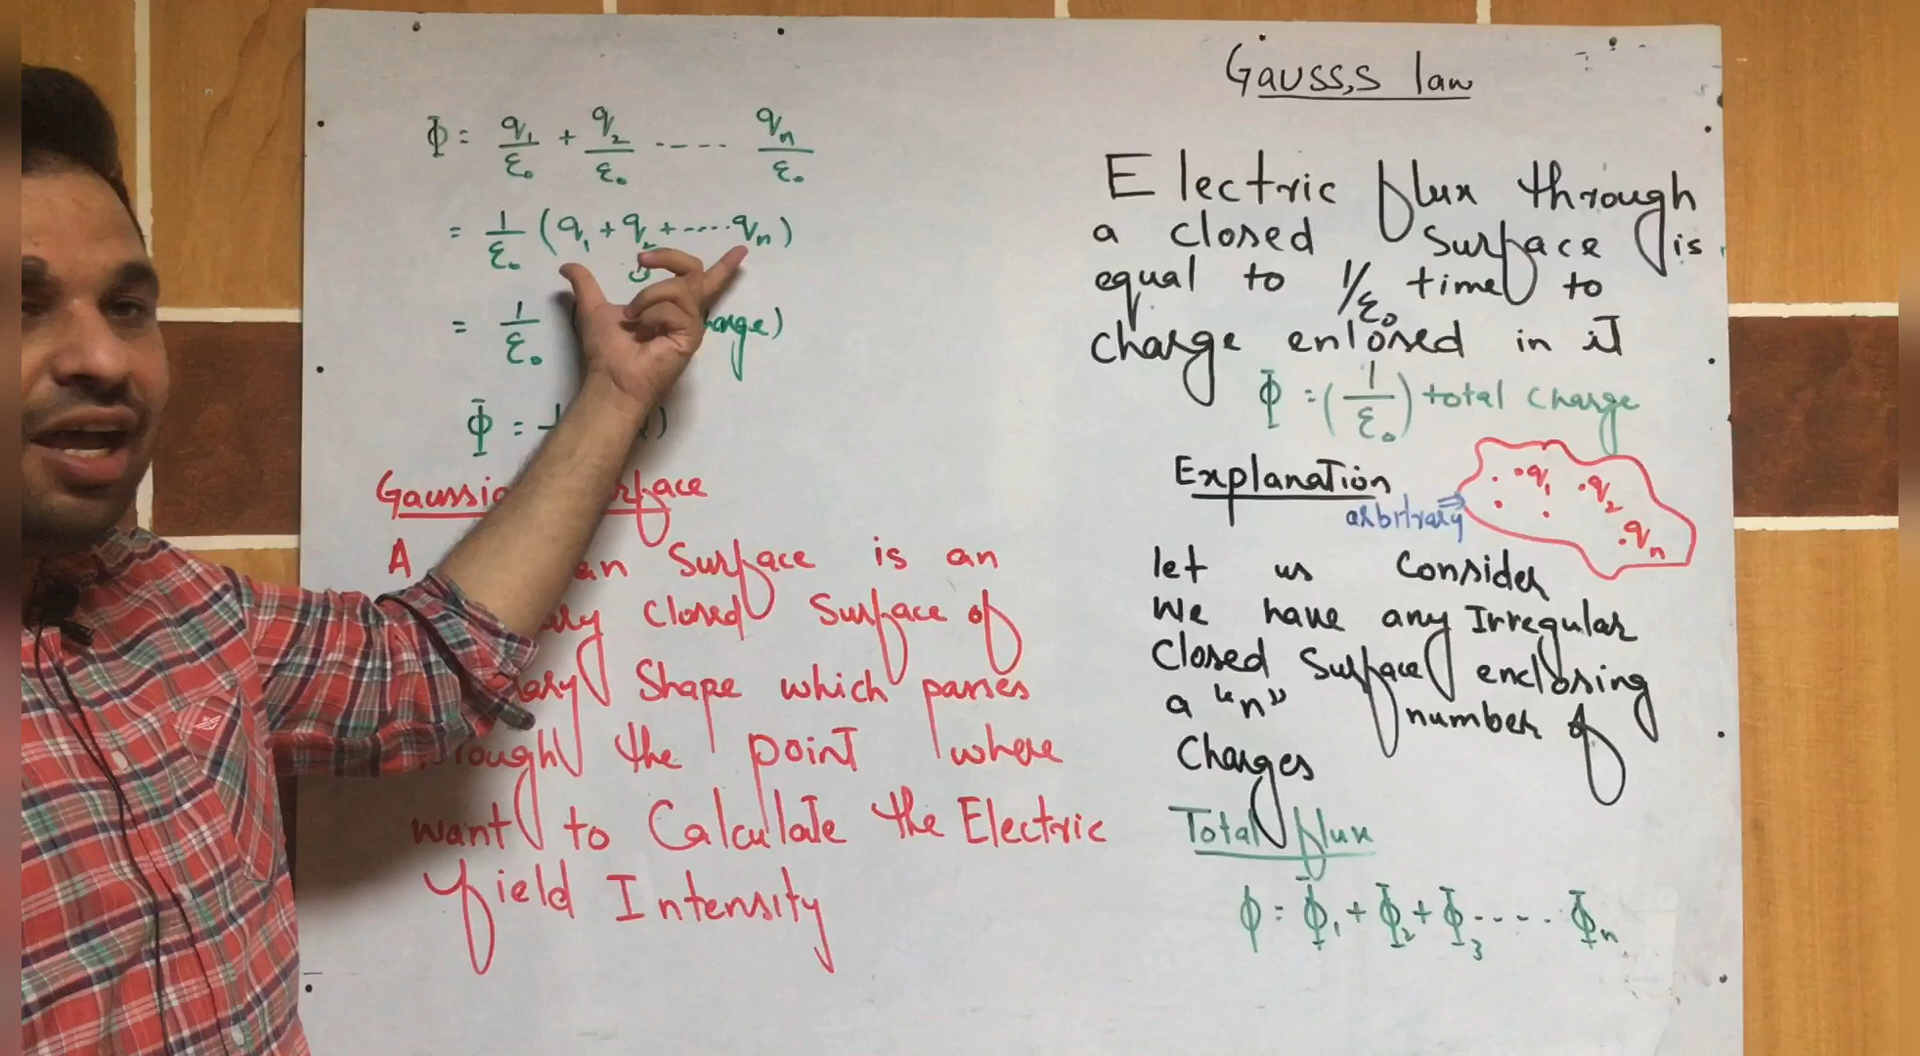 Gauss,s law
Electric flux through
a closed surface is
equal to 1/ε₀ time to
charge enlosed in it
Φ = (1/ε₀) total charge
Explanation
arbitrary
q₁
q₂
qₙ
let us Consider
We have any Irregular
Closed Surface enclosing
a "n" number of
Charges
Total flux
ϕ = Φ₁ + Φ₂ + Φ₃ .... Φₙ
Φ = q₁/ε₀ + q₂/ε₀ ..... qₙ/ε₀
= 1/ε₀ (q₁ + q₂ + ..... qₙ)
= 1/ε₀
Φ =
A Surface is an
Closed Surface of
Shape which passes
the point where
want to Calculate the Electric
field Intensity